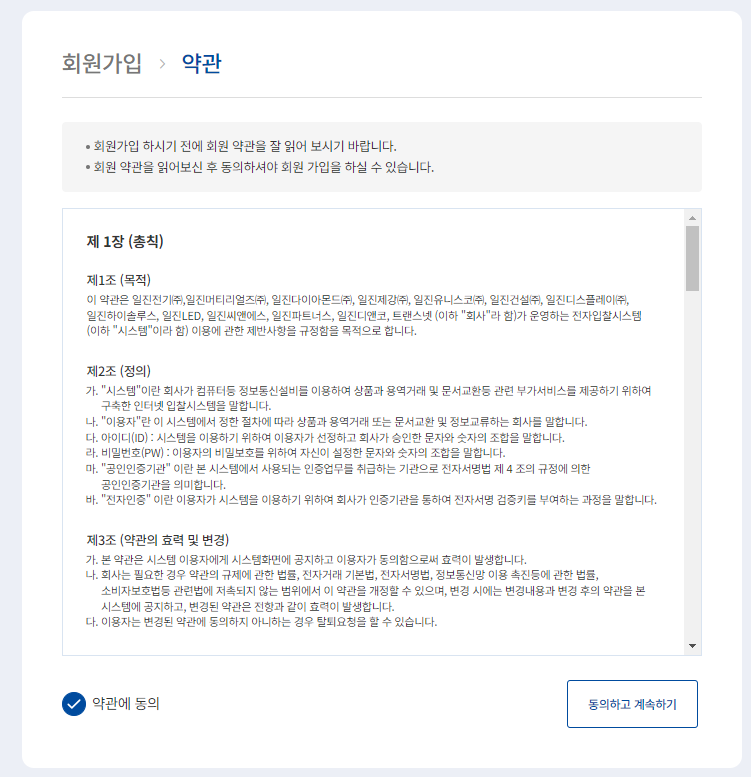 회원가입 > 약관
• 회원가입 하시기 전에 회원 약관을 잘 읽어 보시기 바랍니다.
• 회원 약관을 읽어보신 후 동의하셔야 회원 가입을 하실 수 있습니다.
제 1장 (총칙)
제1조 (목적)
이 약관은 일진전기㈜,일진머티리얼즈㈜, 일진다이아몬드㈜, 일진제강㈜, 일진유니스코㈜, 일진건설㈜, 일진디스플레이㈜,
일진하이솔루스, 일진LED, 일진씨앤에스, 일진파트너스, 일진디앤코, 트랜스넷 (이하 "회사"라 함)가 운영하는 전자입찰시스템
(이하 "시스템"이라 함) 이용에 관한 제반사항을 규정함을 목적으로 합니다.
제2조 (정의)
가. "시스템"이란 회사가 컴퓨터등 정보통신설비를 이용하여 상품과 용역거래 및 문서교환등 관련 부가서비스를 제공하기 위하여
구축한 인터넷 입찰시스템을 말합니다.
나. "이용자"란 이 시스템에서 정한 절차에 따라 상품과 용역거래 또는 문서교환 및 정보교류하는 회사를 말합니다.
다. 아이디(ID) : 시스템을 이용하기 위하여 이용자가 선정하고 회사가 승인한 문자와 숫자의 조합을 말합니다.
라. 비밀번호(PW) : 이용자의 비밀보호를 위하여 자신이 설정한 문자와 숫자의 조합을 말합니다.
마. "공인인증기관" 이란 본 시스템에서 사용되는 인증업무를 취급하는 기관으로 전자서명법 제 4 조의 규정에 의한
공인인증기관을 의미합니다.
바. "전자인증" 이란 이용자가 시스템을 이용하기 위하여 회사가 인증기관을 통하여 전자서명 검증키를 부여하는 과정을 말합니다.
제3조 (약관의 효력 및 변경)
가. 본 약관은 시스템 이용자에게 시스템화면에 공지하고 이용자가 동의함으로써 효력이 발생합니다.
나. 회사는 필요한 경우 약관의 규제에 관한 법률, 전자거래 기본법, 전자서명법, 정보통신망 이용 촉진등에 관한 법률,
소비자보호법등 관련법에 저촉되지 않는 범위에서 이 약관을 개정할 수 있으며, 변경 시에는 변경내용과 변경 후의 약관을 본
시스템에 공지하고, 변경된 약관은 전항과 같이 효력이 발생합니다.
다. 이용자는 변경된 약관에 동의하지 아니하는 경우 탈퇴요청을 할 수 있습니다.
약관에 동의
동의하고 계속하기